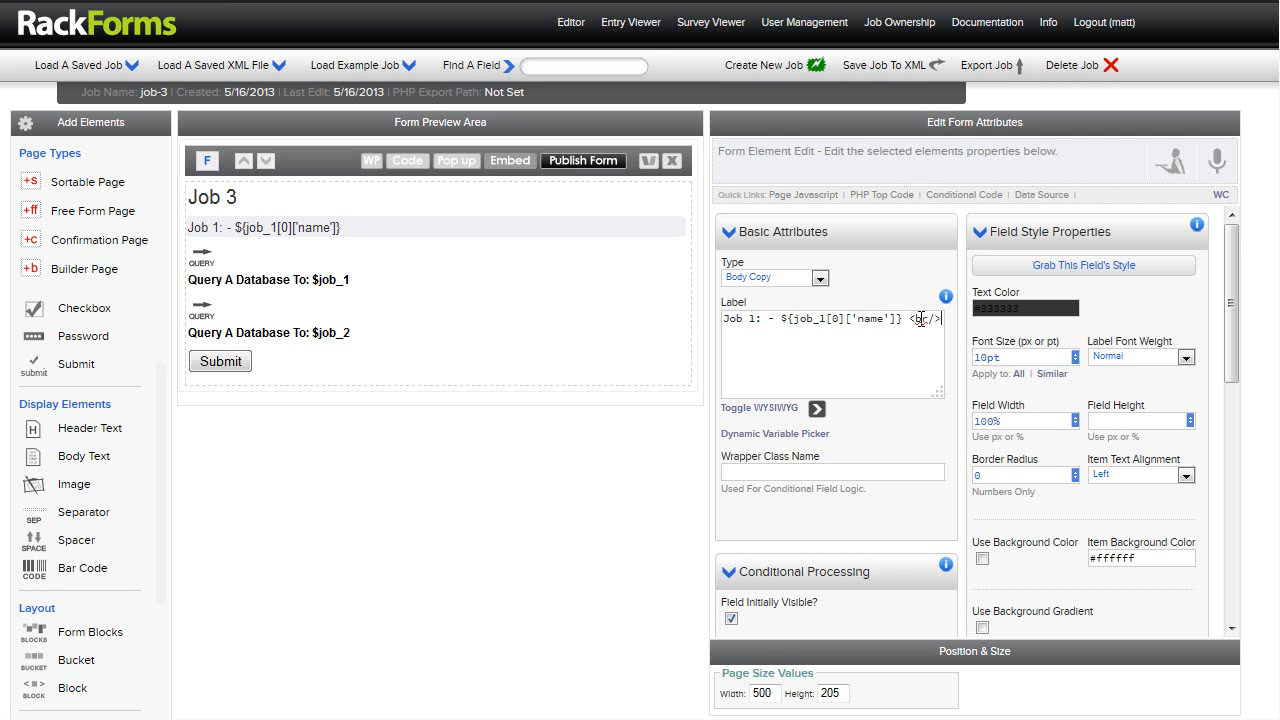 RackForms
Editor Entry Viewer Survey Viewer User Management Job Ownership Documentation Info Logout (matt)
Load A Saved Job Load A Saved XML File Load Example Job Find A Field Create New Job Save Job To XML Export Job Delete Job
Job Name: job-3 | Created: 5/16/2013 | Last Edit: 5/16/2013 | PHP Export Path: Not Set
Add Elements
Page Types
+s Sortable Page
+ff Free Form Page
+c Confirmation Page
+b Builder Page
Checkbox
Password
submit Submit
Display Elements
H Header Text
Body Text
Image
SEP Separator
SPACE Spacer
CODE Bar Code
Layout
BLOCKS Form Blocks
BUCKET Bucket
BLOCK Block
Form Preview Area
F WP Code Pop up Embed Publish Form X
Job 3
Job 1: - ${job_1[0]['name']}
QUERY
Query A Database To: $job_1
QUERY
Query A Database To: $job_2
Submit
Edit Form Attributes
Form Element Edit - Edit the selected elements properties below.
Quick Links: Page Javascript | PHP Top Code | Conditional Code | Data Source | WC
Basic Attributes
Type
Body Copy
Label
Job 1: - ${job_1[0]['name']} <br/>
Toggle WYSIWYG
Dynamic Variable Picker
Wrapper Class Name
Used For Conditional Field Logic.
Conditional Processing
Field Initially Visible?
Field Style Properties
Grab This Field's Style
Text Color
#333333
Font Size (px or pt) Label Font Weight
10pt Normal
Apply to: All | Similar
Field Width Field Height
100%
Use px or % Use px or %
Border Radius Item Text Alignment
0 Left
Numbers Only
Use Background Color Item Background Color
#ffffff
Use Background Gradient
Position & Size
Page Size Values
Width: 500 Height: 205